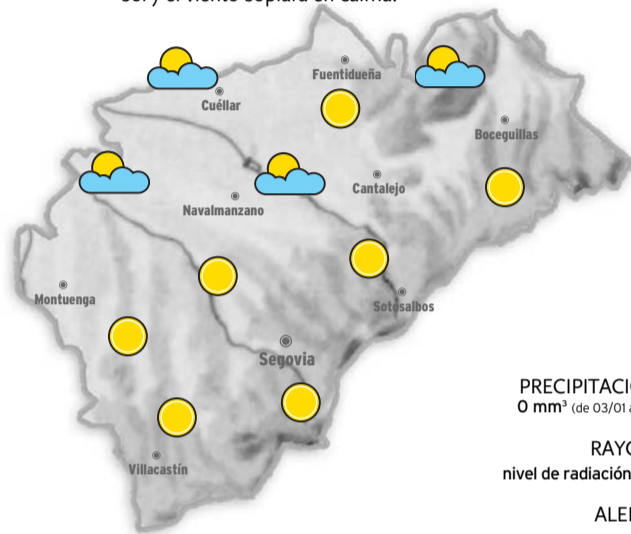 sol y el viento soplará en calma.
Fuentidueña
Cuéllar
Boceguillas
Cantalejo
Navalmanzano
Montuenga
Sotosalbos
Segovia
Villacastín
PRECIPITACIO
0 mm³ (de 03/01 a
RAYO
nivel de radiación
ALER